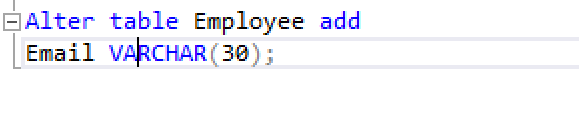 Alter table Employee add
Email VARCHAR(30);